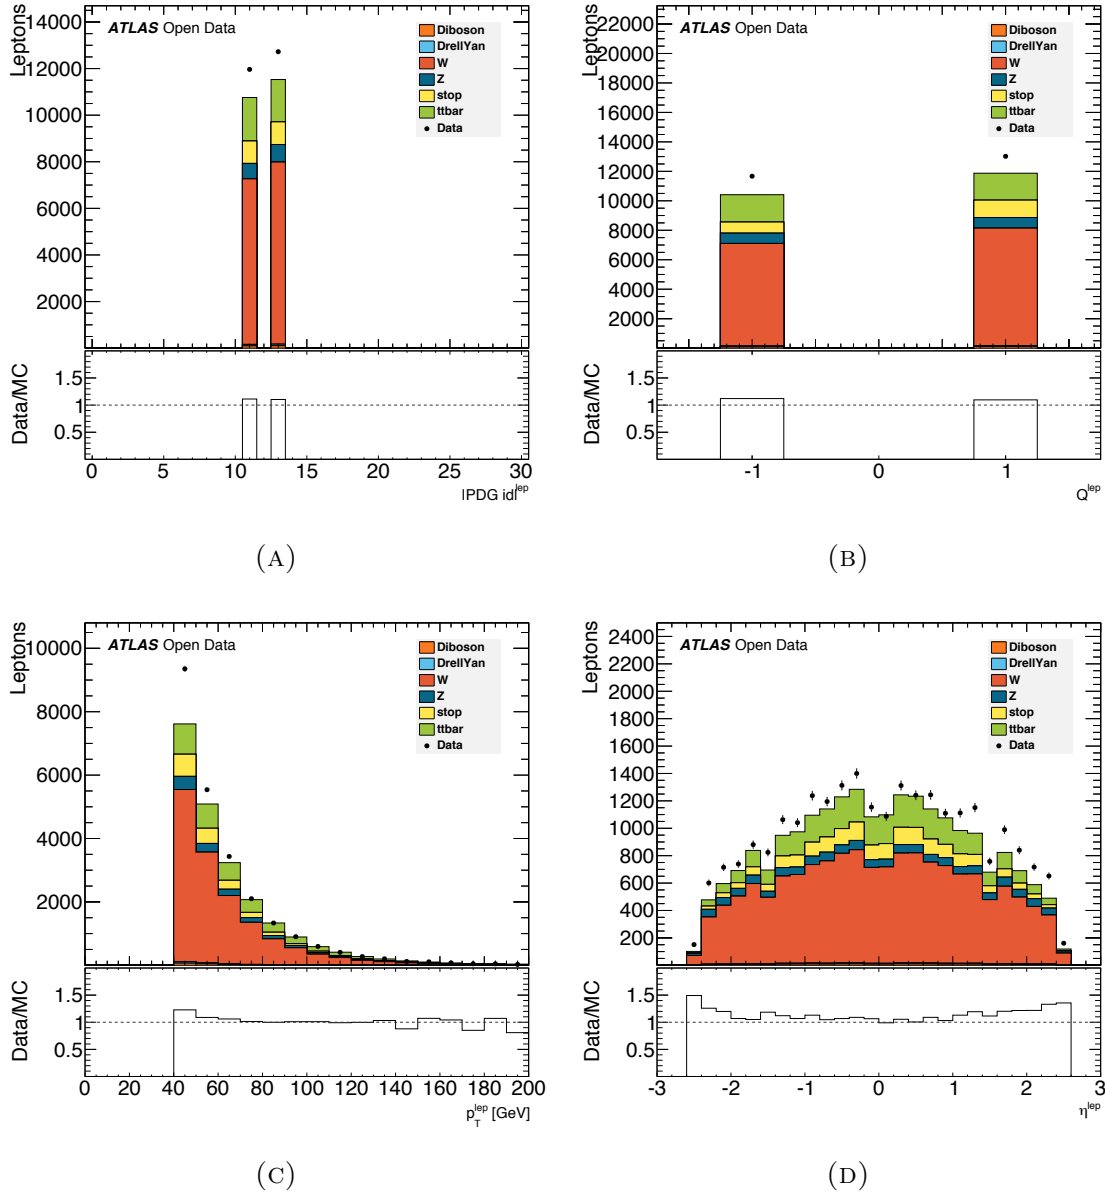 Leptons
14000
12000
10000
8000
6000
4000
2000
ATLAS Open Data
Diboson
DrellYan
W
Z
stop
ttbar
Data
Data/MC
1.5
1
0.5
0 5 10 15 20 25 30
|PDG id|^lep
(A)
Leptons
22000
20000
18000
16000
14000
12000
10000
8000
6000
4000
2000
ATLAS Open Data
Diboson
DrellYan
W
Z
stop
ttbar
Data
Data/MC
1.5
1
0.5
-1 0 1
Q^lep
(B)
Leptons
10000
8000
6000
4000
2000
ATLAS Open Data
Diboson
DrellYan
W
Z
stop
ttbar
Data
Data/MC
1.5
1
0.5
0 20 40 60 80 100 120 140 160 180 200
p_T^lep [GeV]
(C)
Leptons
2400
2200
2000
1800
1600
1400
1200
1000
800
600
400
200
ATLAS Open Data
Diboson
DrellYan
W
Z
stop
ttbar
Data
Data/MC
1.5
1
0.5
-3 -2 -1 0 1 2 3
η^lep
(D)